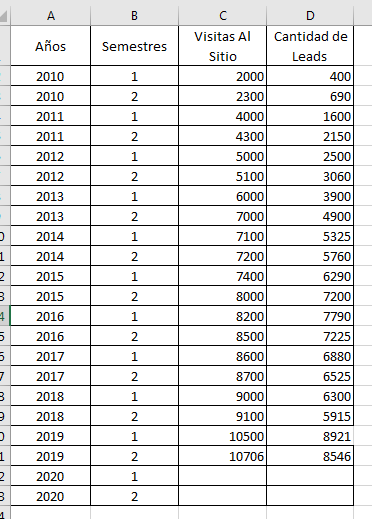 A B C D
Años Semestres Visitas Al Sitio Cantidad de Leads
2010 1 2000 400
2010 2 2300 690
2011 1 4000 1600
2011 2 4300 2150
2012 1 5000 2500
2012 2 5100 3060
2013 1 6000 3900
2013 2 7000 4900
2014 1 7100 5325
2014 2 7200 5760
2015 1 7400 6290
2015 2 8000 7200
2016 1 8200 7790
2016 2 8500 7225
2017 1 8600 6880
2017 2 8700 6525
2018 1 9000 6300
2018 2 9100 5915
2019 1 10500 8921
2019 2 10706 8546
2020 1
2020 2